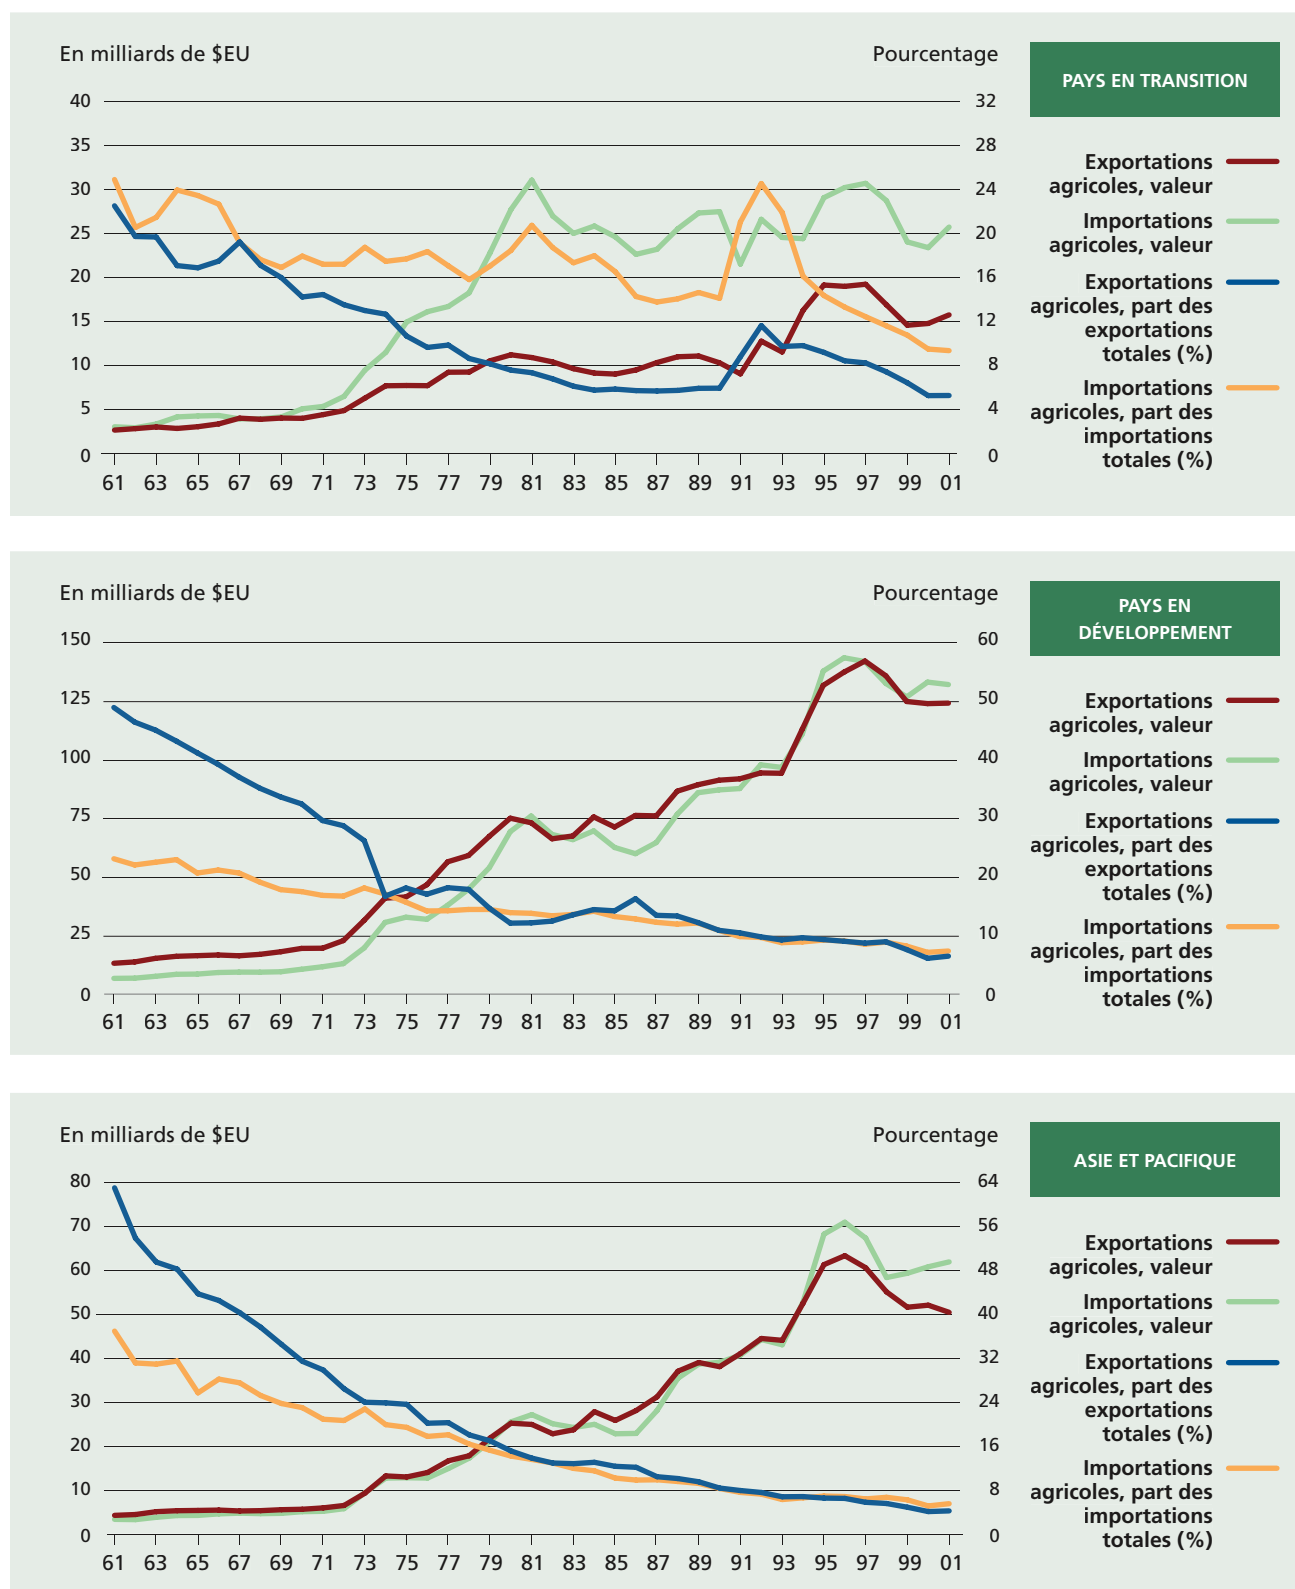 En milliards de $EU
Pourcentage
PAYS EN TRANSITION
40
32
35
28
30
24
25
20
20
16
15
12
10
8
5
4
0
0
61 63 65 67 69 71 73 75 77 79 81 83 85 87 89 91 93 95 97 99 01
Exportations
agricoles, valeur
Importations
agricoles, valeur
Exportations
agricoles, part des
exportations
totales (%)
Importations
agricoles, part des
importations
totales (%)
En milliards de $EU
Pourcentage
PAYS EN
DÉVELOPPEMENT
150
60
125
50
100
40
75
30
50
20
25
10
0
0
61 63 65 67 69 71 73 75 77 79 81 83 85 87 89 91 93 95 97 99 01
Exportations
agricoles, valeur
Importations
agricoles, valeur
Exportations
agricoles, part des
exportations
totales (%)
Importations
agricoles, part des
importations
totales (%)
En milliards de $EU
Pourcentage
ASIE ET PACIFIQUE
80
64
70
56
60
48
50
40
40
32
30
24
20
16
10
8
0
0
61 63 65 67 69 71 73 75 77 79 81 83 85 87 89 91 93 95 97 99 01
Exportations
agricoles, valeur
Importations
agricoles, valeur
Exportations
agricoles, part des
exportations
totales (%)
Importations
agricoles, part des
importations
totales (%)